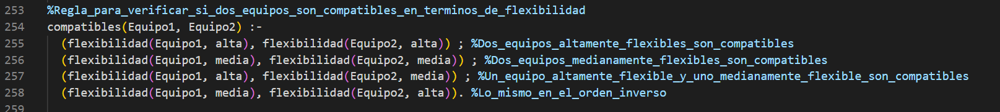 253 %Regla_para_verificar_si_dos_equipos_son_compatibles_en_terminos_de_flexibilidad
254 compatibles(Equipo1, Equipo2) :-
255 (flexibilidad(Equipo1, alta), flexibilidad(Equipo2, alta)) ; %Dos_equipos_altamente_flexibles_son_compatibles
256 (flexibilidad(Equipo1, media), flexibilidad(Equipo2, media)) ; %Dos_equipos_medianamente_flexibles_son_compatibles
257 (flexibilidad(Equipo1, alta), flexibilidad(Equipo2, media)) ; %Un_equipo_altamente_flexible_y_uno_medianamente_flexible_son_compatibles
258 (flexibilidad(Equipo1, media), flexibilidad(Equipo2, alta)). %Lo_mismo_en_el_orden_inverso
259